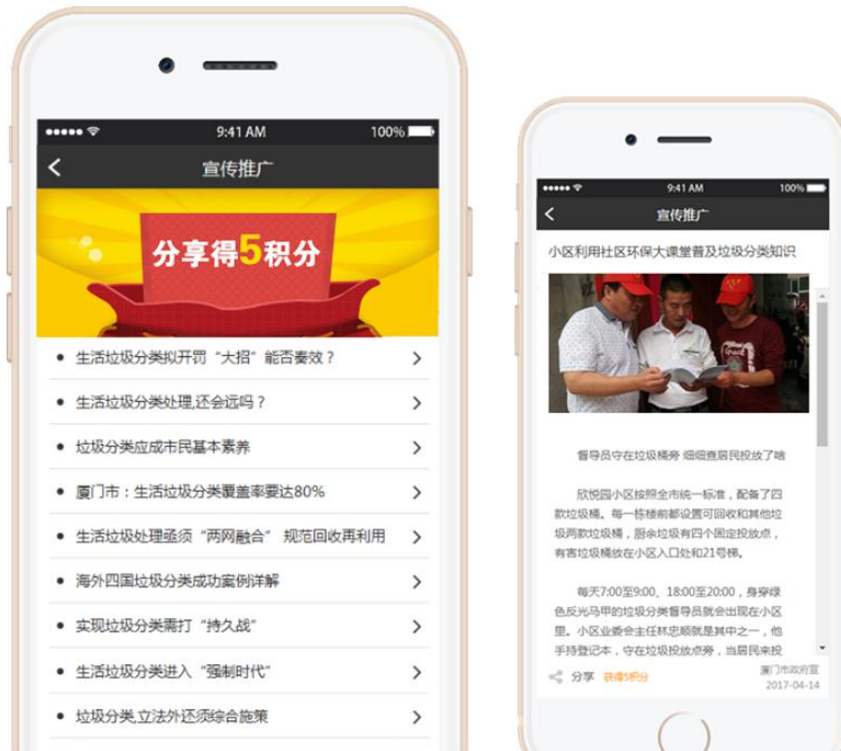 9:41 AM
100%
宣传推广
分享得5积分
生活垃圾分类拟开罚“大招”能否奏效？
生活垃圾分类处理,还会远吗？
垃圾分类应成市民基本素养
厦门市：生活垃圾分类覆盖率要达80%
生活垃圾处理亟须“两网融合” 规范回收再利用
海外四国垃圾分类成功案例详解
实现垃圾分类需打“持久战”
生活垃圾分类进入“强制时代”
垃圾分类,立法外还须综合施策
9:41 AM
100%
宣传推广
小区利用社区环保大课堂普及垃圾分类知识
督导员守在垃圾桶旁 细细查居民投放了啥
欣悦园小区按照全市统一标准，配备了四
款垃圾桶。每一栋楼前都设置可回收和其他垃
圾两款垃圾桶，厨余垃圾有四个固定投放点，
有害垃圾桶放在小区入口处和21号梯。
每天7:00至9:00、18:00至20:00，身穿绿
色反光马甲的垃圾分类督导员就会出现在小区
里。小区业委会主任林忠顺就是其中之一，他
手持登记本，守在垃圾投放点旁，当居民来投
分享 获得5积分
厦门市政府宣
2017-04-14